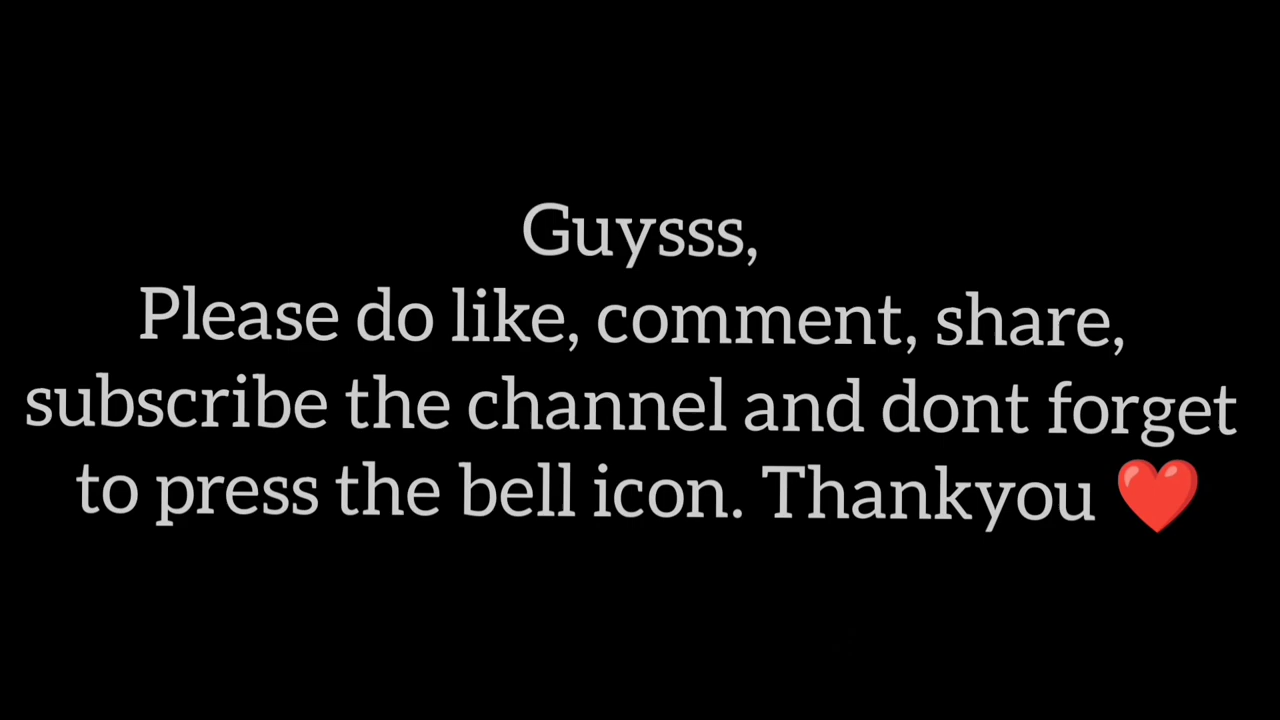 Guysss,
Please do like, comment, share,
subscribe the channel and dont forget
to press the bell icon. Thankyou ❤️